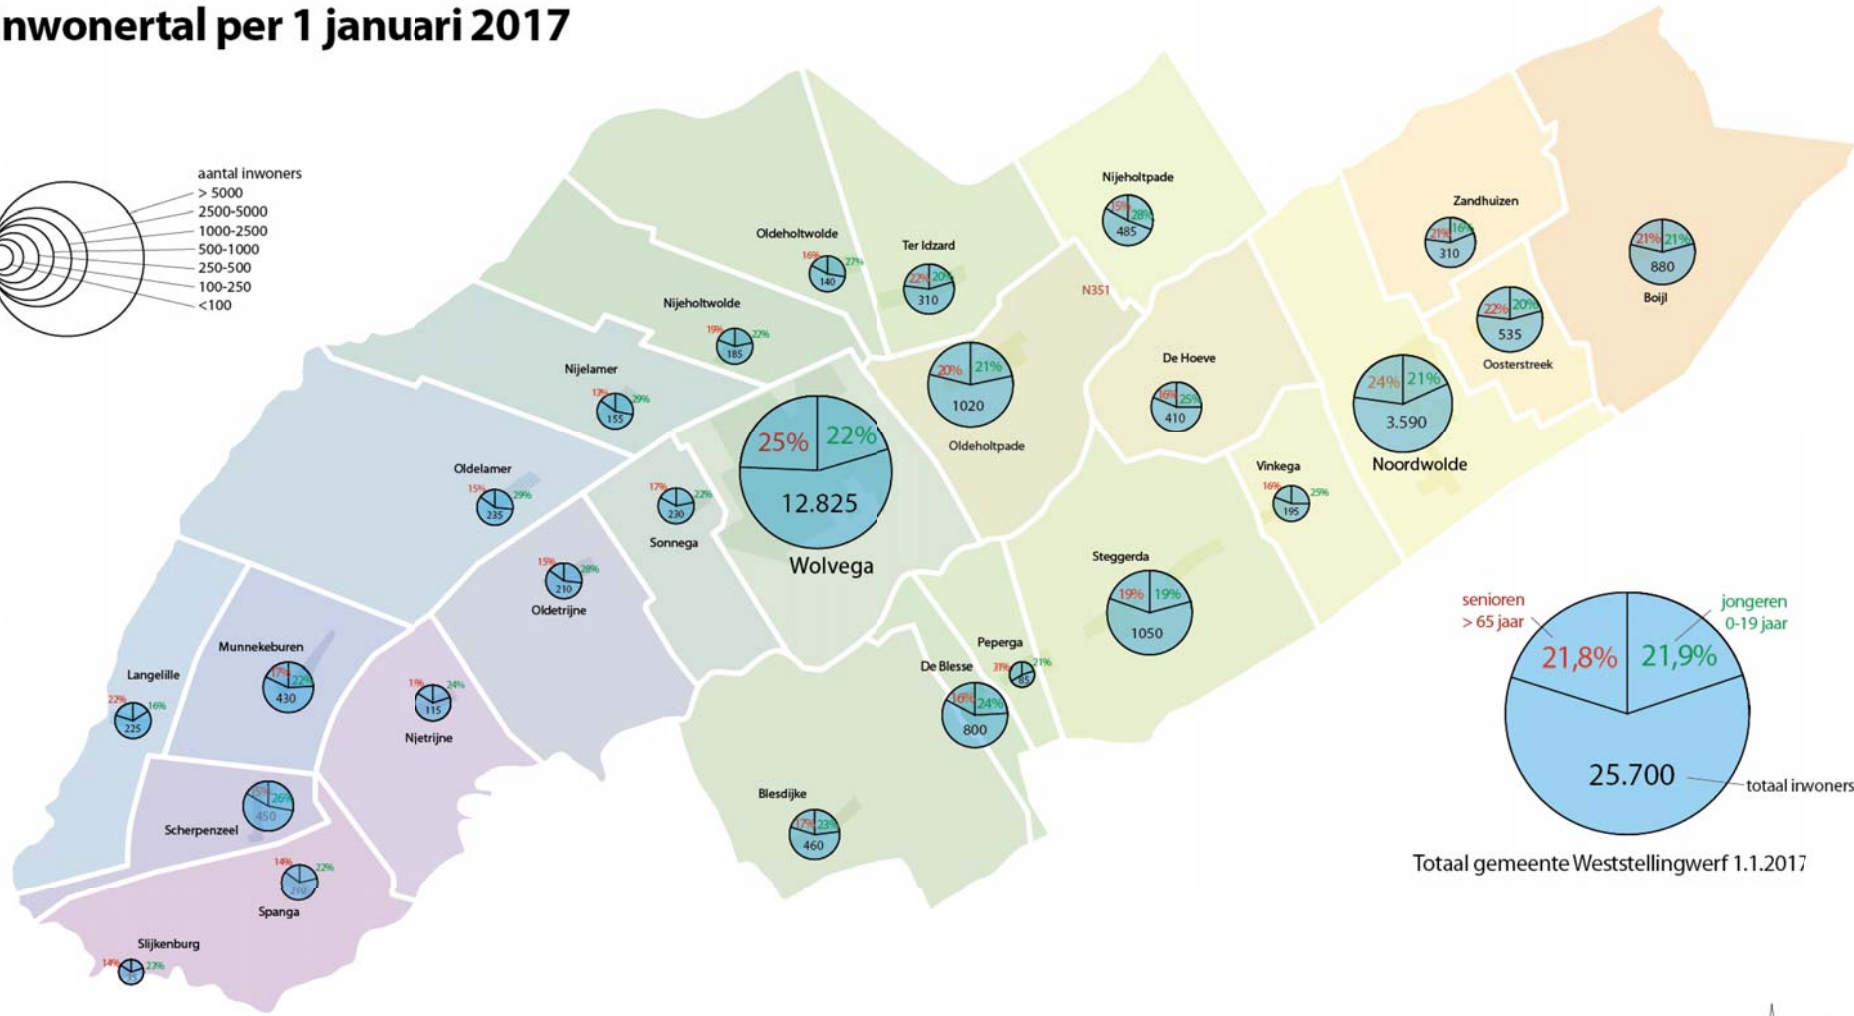 nwonertal per 1 januari 2017
aantal inwoners
> 5000
2500-5000
1000-2500
500-1000
250-500
100-250
<100
Nijeholtpade
15% 28%
485
Zandhuizen
21% 16%
310
21% 21%
880
Boijl
Oldeholtwolde
16% 27%
140
Ter Idzard
22% 20%
310
N351
22% 20%
535
Oosterstreek
Nijeholtwolde
19% 22%
185
Nijelamer
13% 29%
155
20% 21%
1020
Oldeholtpade
De Hoeve
16% 25%
410
24% 21%
3.590
Noordwolde
25% 22%
12.825
Wolvega
Oldelamer
15% 29%
235
17% 22%
230
Sonnega
Vinkega
16% 25%
195
15% 28%
210
Oldetrijne
Steggerda
19% 19%
1050
Munnekeburen
17% 22%
430
Langelille
22% 16%
225
1% 24%
115
Njetrijne
Peperga
31% 21%
85
De Blesse
16% 24%
800
Blesdijke
17% 23%
460
26%
450
Scherpenzeel
14% 22%
210
Spanga
Slijkenburg
14% 23%
senioren
> 65 jaar
jongeren
0-19 jaar
21,8% 21,9%
25.700
totaal inwoners
Totaal gemeente Weststellingwerf 1.1.2017